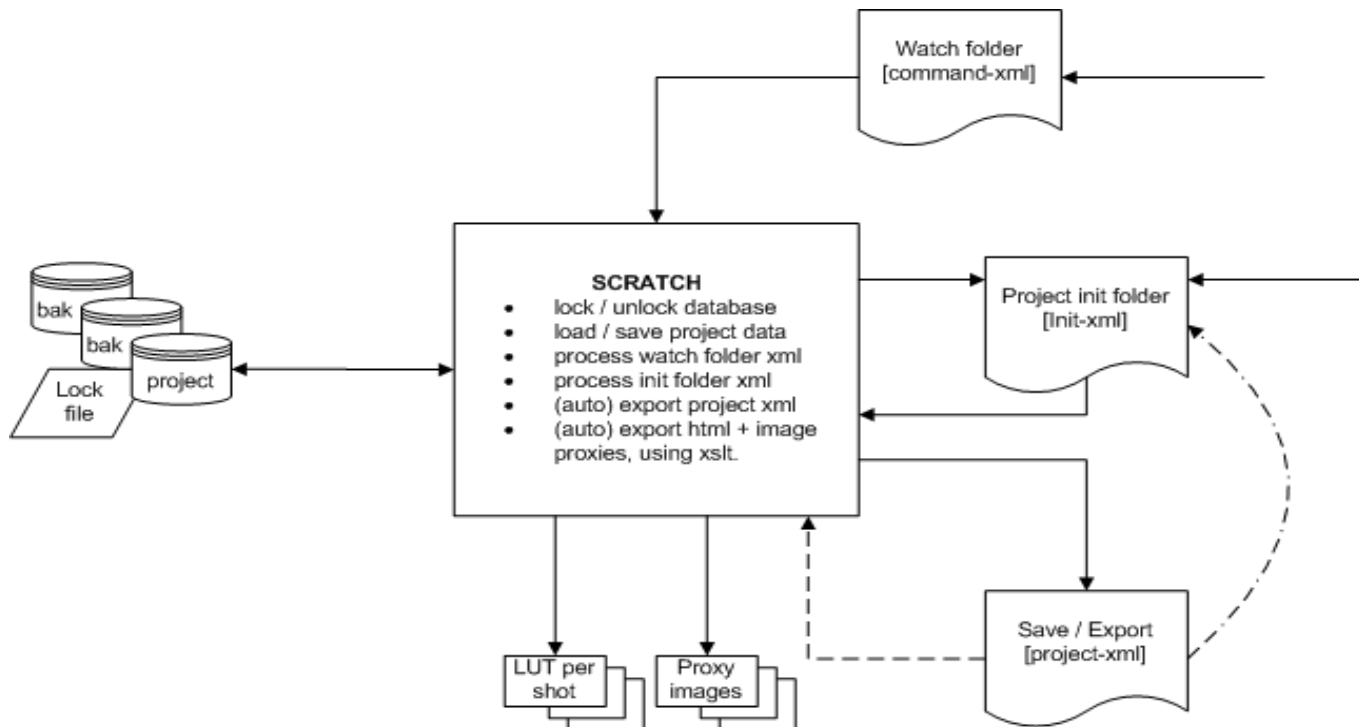 Watch folder
[command-xml]
SCRATCH
• lock / unlock database
• load / save project data
• process watch folder xml
• process init folder xml
• (auto) export project xml
• (auto) export html + image
proxies, using xslt.
bak
bak
project
Lock
file
Project init folder
[Init-xml]
Save / Export
[project-xml]
LUT per
shot
Proxy
images